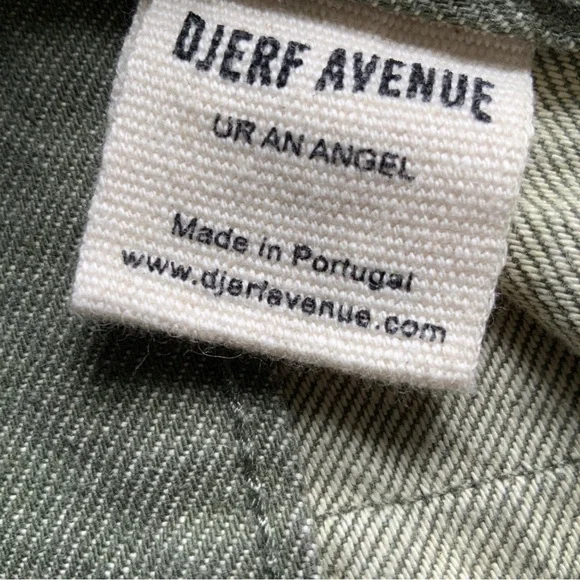 DJERF AVENUE
UR AN ANGEL
Made in Portugal
www.djerfavenue.com